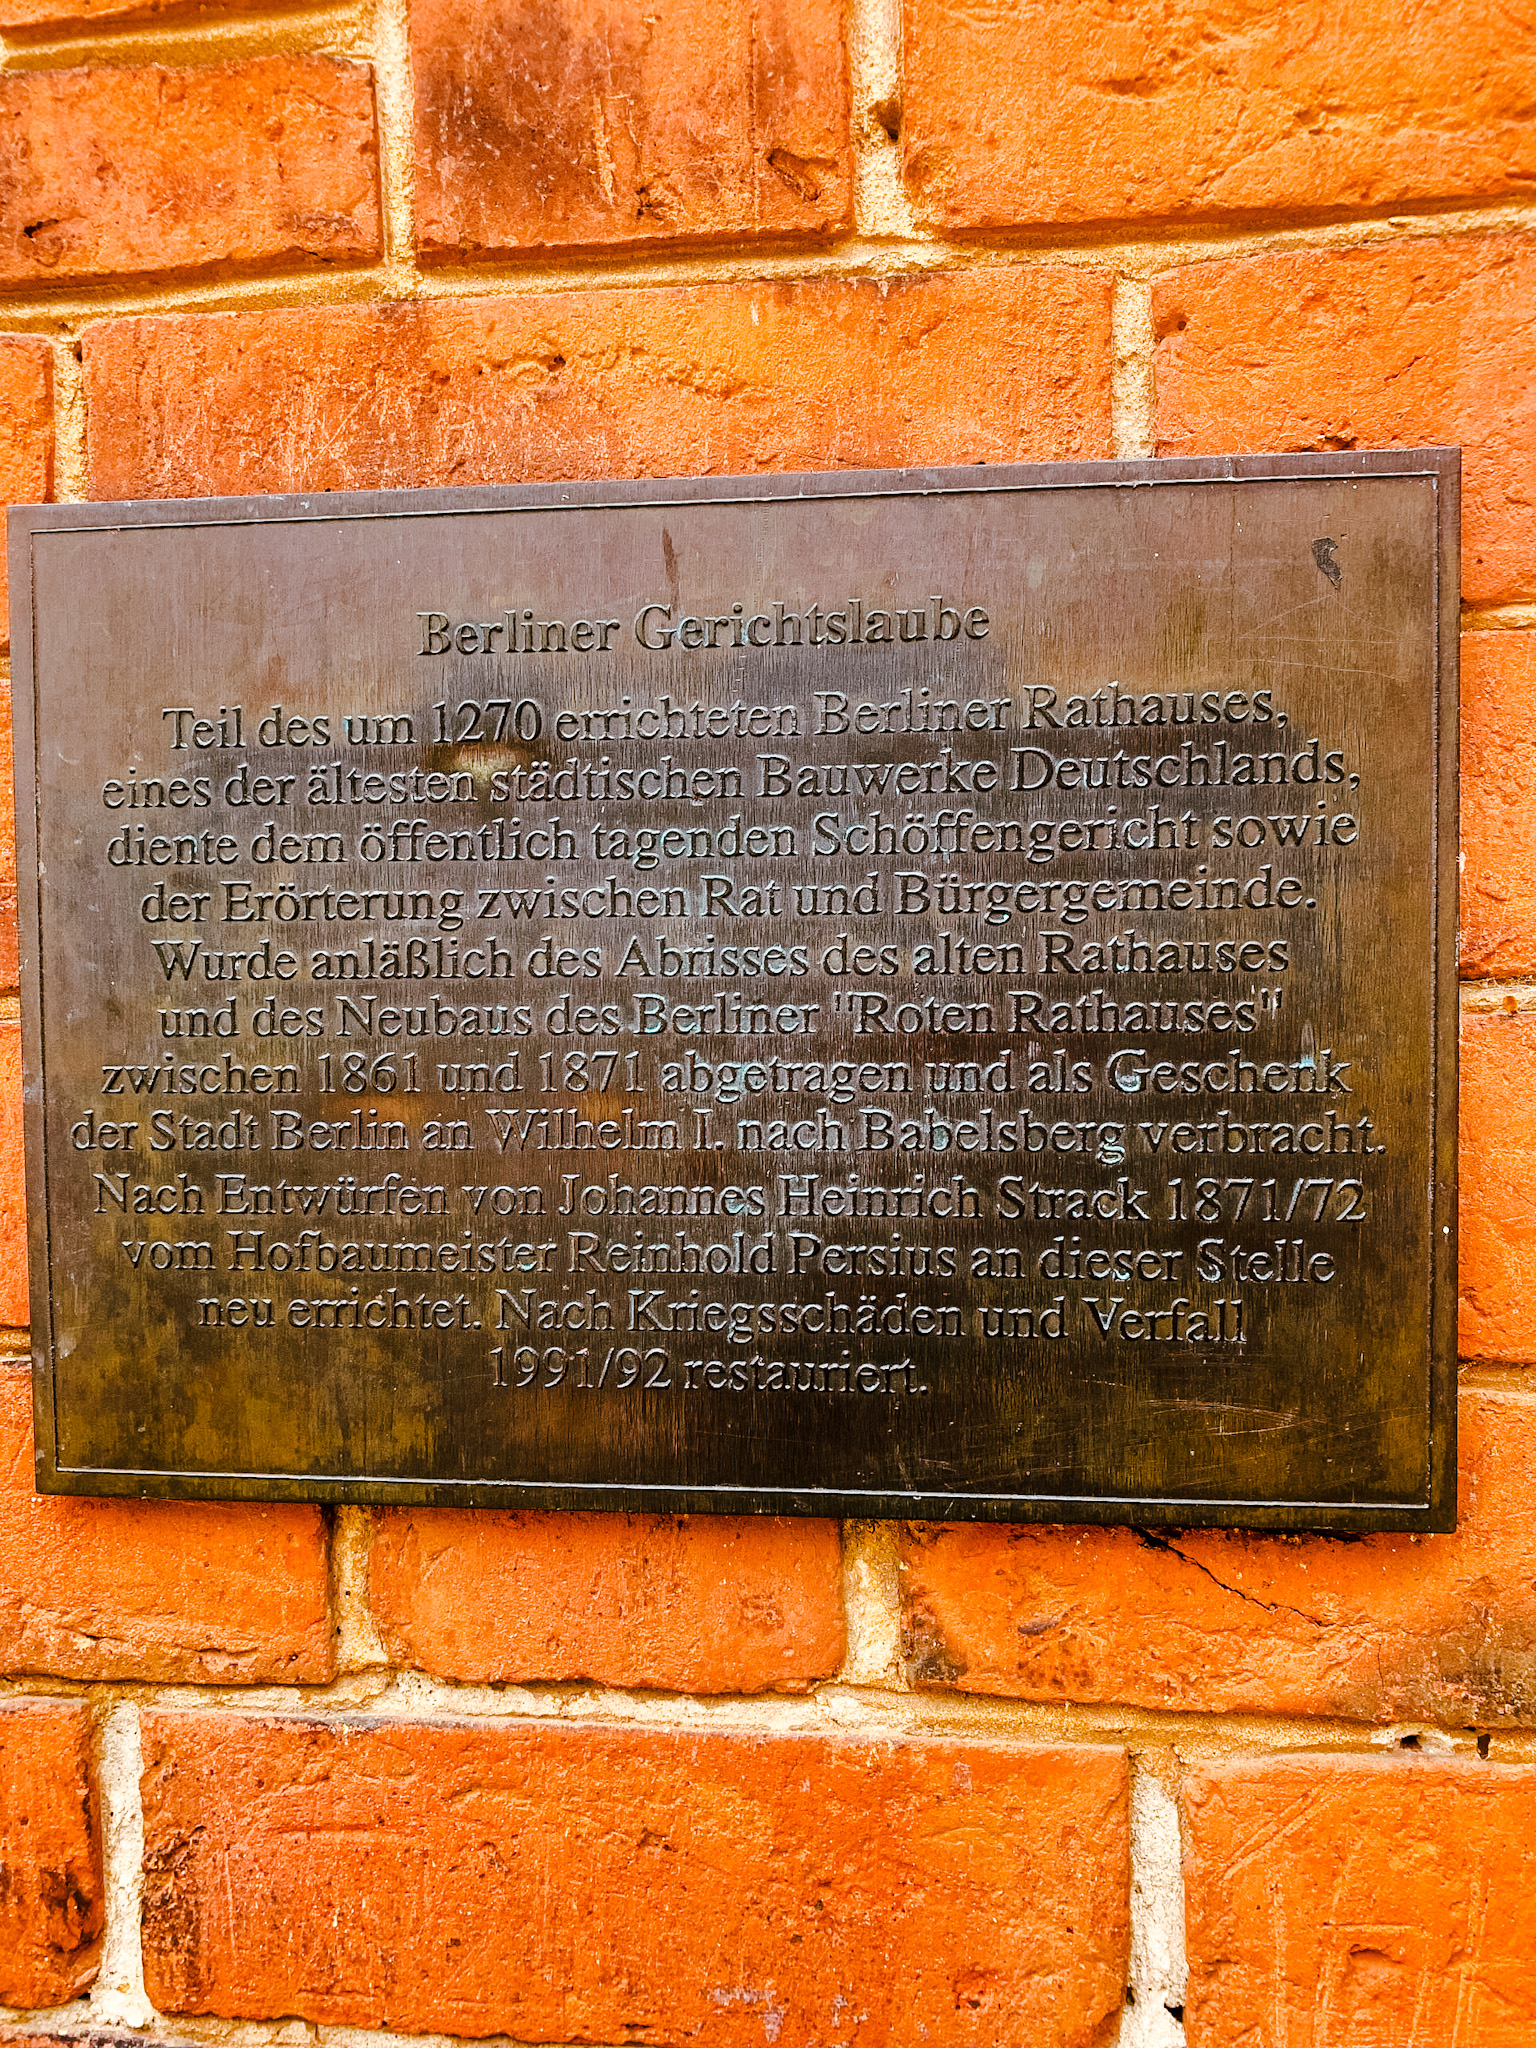 Berliner Gerichtslaube
Teil des um 1270 errichteten Berliner Rathauses,
eines der ältesten städtischen Bauwerke Deutschlands,
diente dem öffentlich tagenden Schöffengericht sowie
der Erörterung zwischen Rat und Bürgergemeinde.
Wurde anläßlich des Abrisses des alten Rathauses
und des Neubaus des Berliner "Roten Rathauses"
zwischen 1861 und 1871 abgetragen und als Geschenk
der Stadt Berlin an Wilhelm I. nach Babelsberg verbracht.
Nach Entwürfen von Johannes Heinrich Strack 1871/72
vom Hofbaumeister Reinhold Persius an dieser Stelle
neu errichtet. Nach Kriegsschäden und Verfall
1991/92 restauriert.